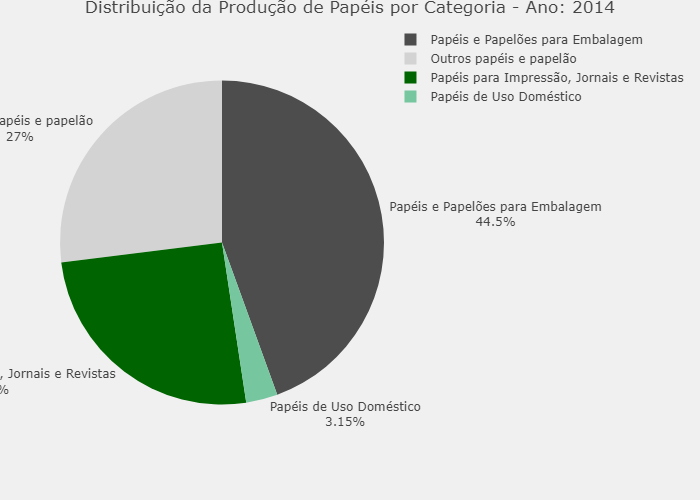 Distribuição da Produção de Papéis por Categoria - Ano: 2014
Papéis e Papelões para Embalagem
Outros papéis e papelão
Papéis para Impressão, Jornais e Revistas
Papéis de Uso Doméstico
apéis e papelão
27%
Papéis e Papelões para Embalagem
44.5%
, Jornais e Revistas
%
Papéis de Uso Doméstico
3.15%